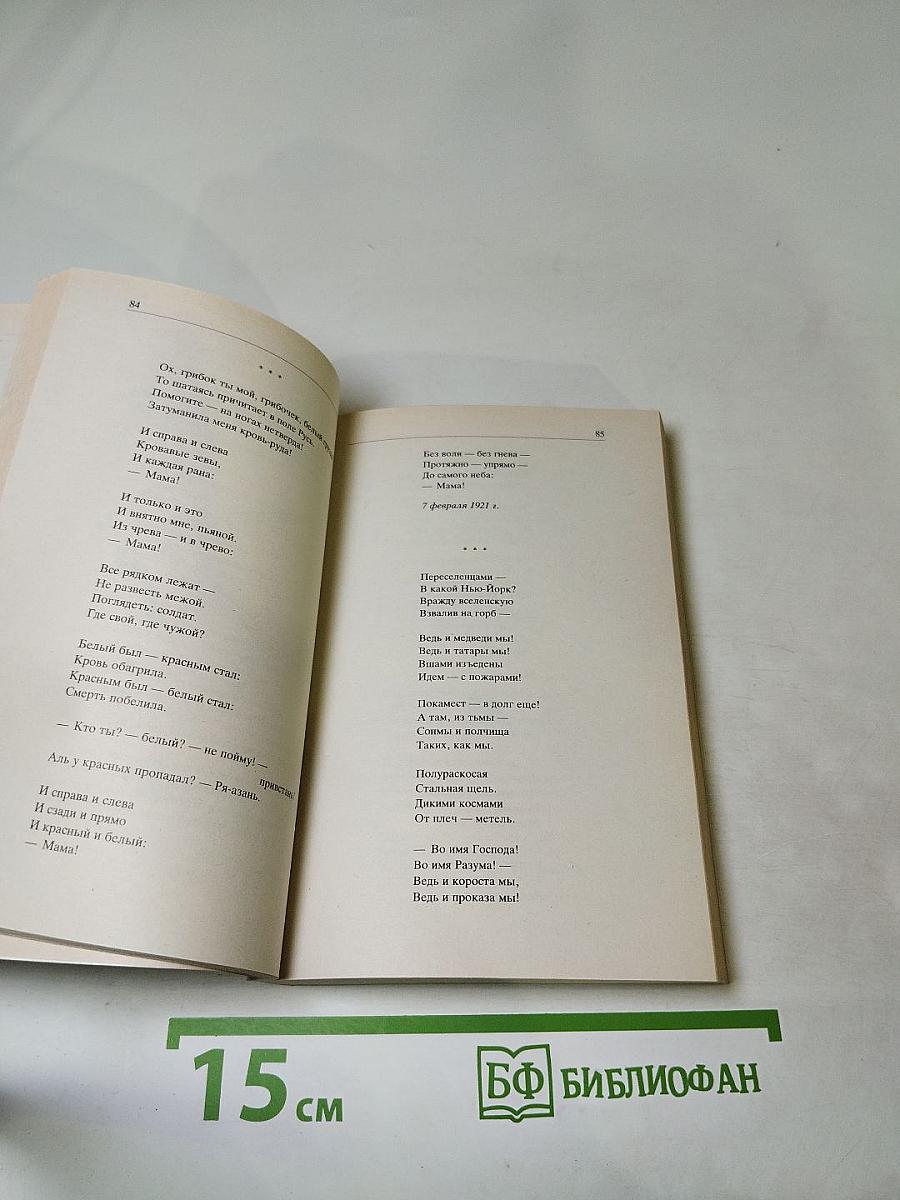 84
* * *
Ох, грибок ты мой, грибочек, белый
То шатаясь причитает в поле Русь.
Помогите — на ногах нетверда!
Затуманила меня кровь-руда!
И справа и слева
Кровавые зевы,
И каждая рана:
— Мама!
И только и это
И внятно мне, пьяной.
Из чрева — и в чрево:
— Мама!
Все рядком лежат —
Не развесть межой.
Поглядеть: солдат.
Где свой, где чужой?
Белый был — красным стал:
Кровь обагрила.
Красным был — белый стал:
Смерть побелила.
— Кто ты? — белый? — не пойму! —
привстань!
Аль у красных пропадал? — Ря-азань.
И справа и слева
И сзади и прямо
И красный и белый:
— Мама!
85
Без воли — без гнева —
Протяжно — упрямо —
До самого неба:
— Мама!
7 февраля 1921 г.
* * *
Переселенцами —
В какой Нью-Йорк?
Вражду вселенскую
Взвалив на горб —
Ведь и медведи мы!
Ведь и татары мы!
Вшами изъедены
Идем — с пожарами!
Покамест — в долг еще!
А там, из тьмы —
Сонмы и полчища
Таких, как мы.
Полураскосая
Стальная щель.
Дикими космами
От плеч — метель.
— Во имя Господа!
Во имя Разума! —
Ведь и короста мы,
Ведь и проказа мы!
15 см
БФ БИБЛИОФАН